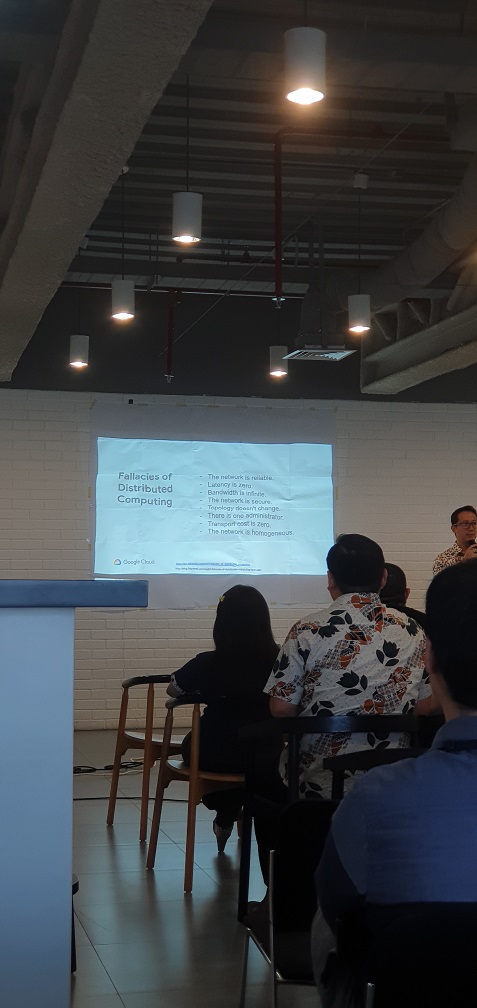 Fallacies of
Distributed
Computing
- The network is reliable.
- Latency is zero.
- Bandwidth is infinite.
- The network is secure.
- Topology doesn't change.
- There is one administrator.
- Transport cost is zero.
- The network is homogeneous.
Google Cloud